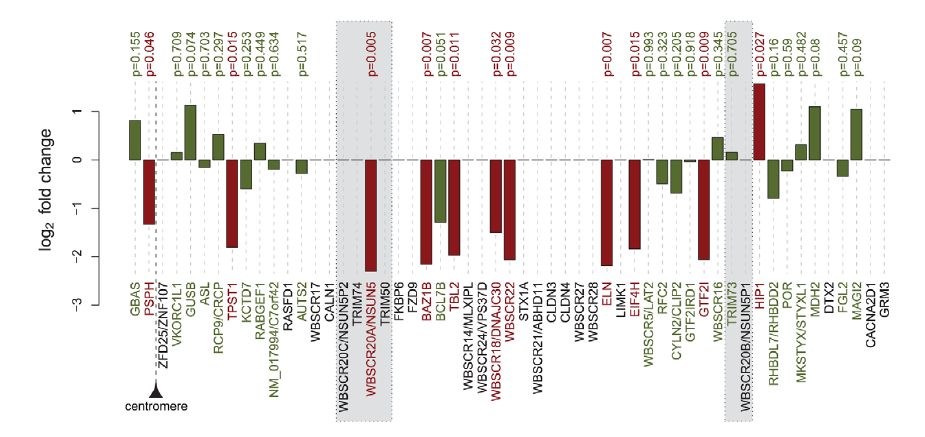 p=0.155
p=0.046
p=0.709
p=0.074
p=0.703
p=0.297
p=0.015
p=0.253
p=0.449
p=0.634
p=0.517
p=0.005
p=0.007
p=0.051
p=0.011
p=0.032
p=0.009
p=0.007
p=0.015
p=0.993
p=0.323
p=0.205
p=0.918
p=0.009
p=0.345
p=0.705
p=0.027
p=0.16
p=0.59
p=0.482
p=0.08
p=0.457
p=0.09
log2 fold change
1
0
−1
−2
−3
GBAS
PSPH
ZFD25/ZNF107
VKORC1L1
GUSB
ASL
RCP9/CRCP
TPST1
KCTD7
RABGEF1
NM_017994/C7orf42
AUTS2
RASFD1
WBSCR17
CALN1
WBSCR20C/NSUN5P2
TRIM74
WBSCR20A/NSUN5
TRIM50
FKBP6
FZD9
BAZ1B
BCL7B
TBL2
WBSCR14/MLXIPL
WBSCR24/VPS37D
WBSCR18/DNAJC30
WBSCR22
STX1A
WBSCR21/ABHD11
CLDN3
CLDN4
WBSCR27
WBSCR28
ELN
LIMK1
EIF4H
WBSCR5/LAT2
RFC2
CYLN2/CLIP2
GTF2IRD1
GTF2I
WBSCR16
TRIM73
WBSCR20B/NSUN5P1
HIP1
RHBDL7/RHBDD2
POR
MKSTYX/STYXL1
MDH2
DTX2
FGL2
MAGI2
CACNA2D1
GRM3
centromere